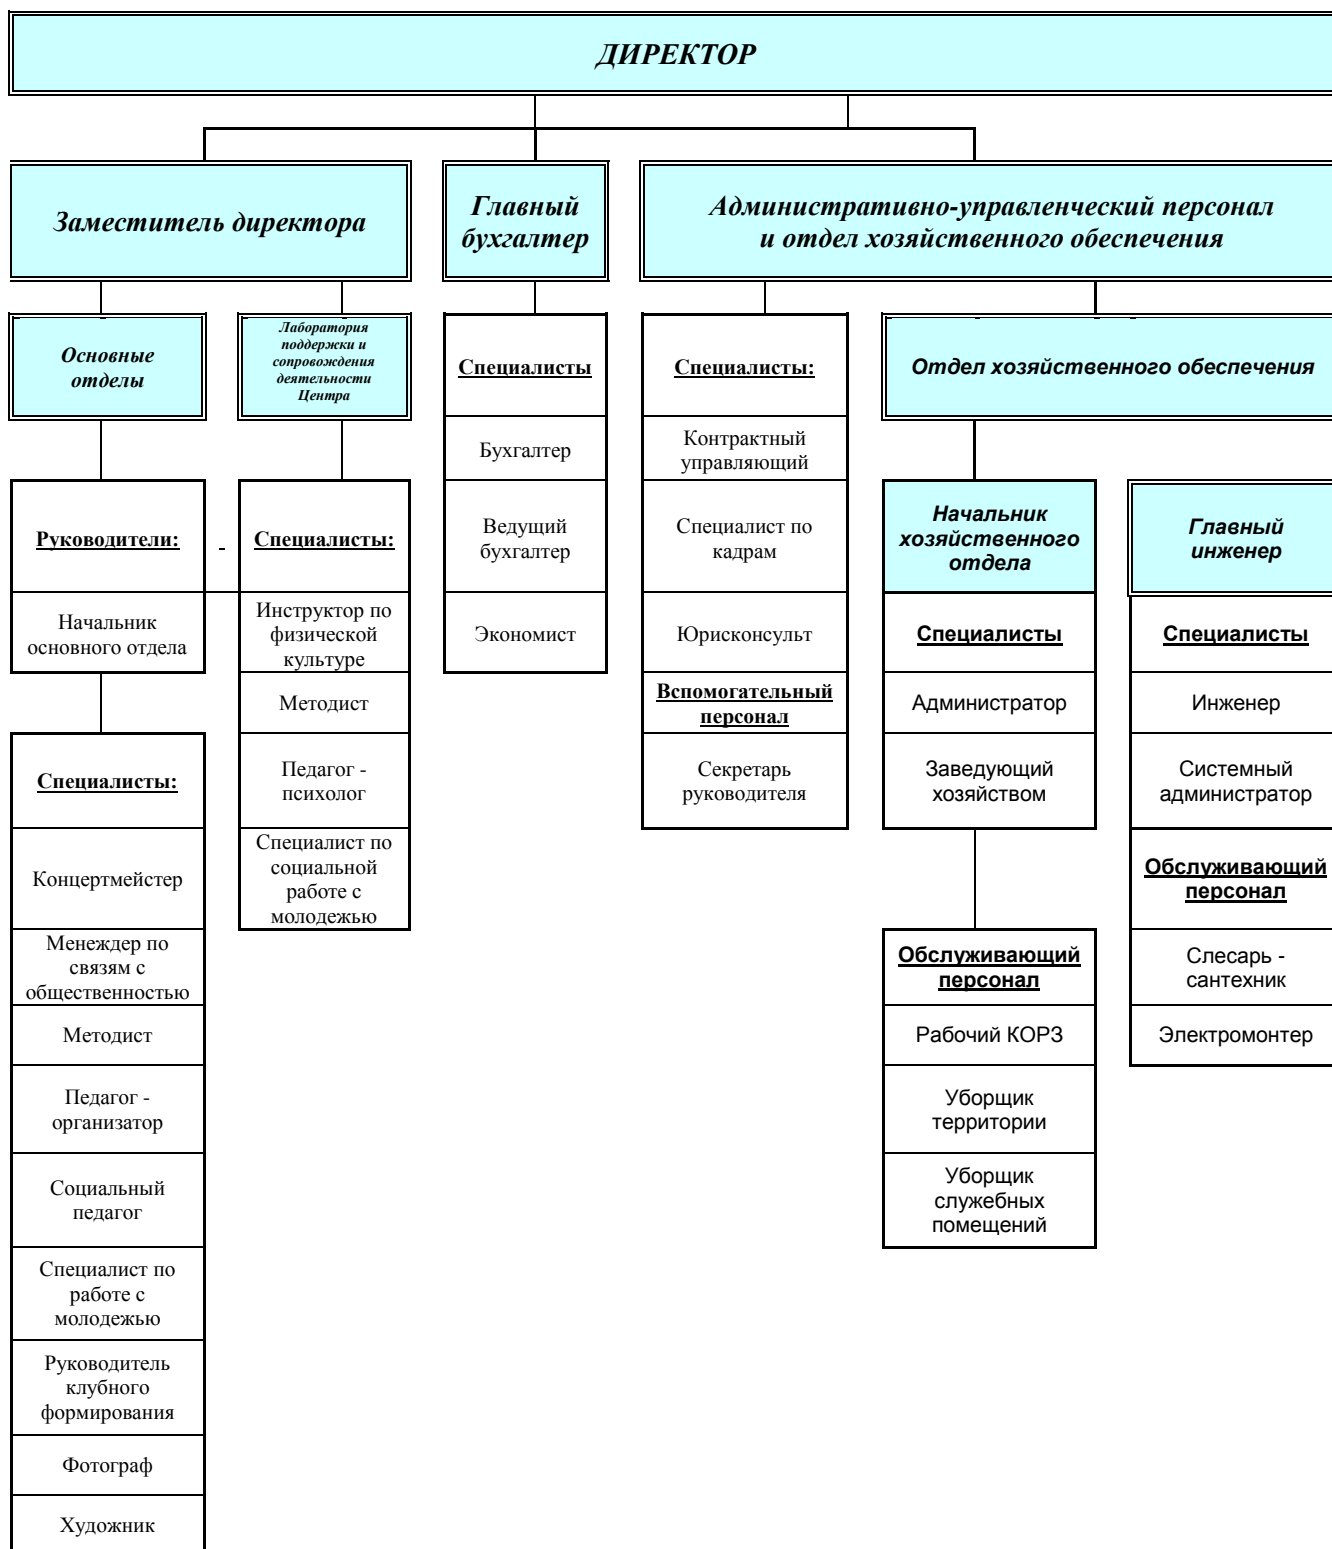 ДИРЕКТОР
Заместитель директора
Главный
бухгалтер
Административно-управленческий персонал
и отдел хозяйственного обеспечения
Основные
отделы
Лаборатория
поддержки и
сопровождения
деятельности
Центра
Специалисты
Специалисты:
Отдел хозяйственного обеспечения
Бухгалтер
Контрактный
управляющий
Руководители:
-
Специалисты:
Ведущий
бухгалтер
Специалист по
кадрам
Начальник
хозяйственного
отдела
Главный
инженер
Начальник
основного отдела
Инструктор по
физической
культуре
Экономист
Юрисконсульт
Специалисты
Специалисты
Методист
Вспомогательный
персонал
Администратор
Инженер
Специалисты:
Педагог -
психолог
Секретарь
руководителя
Заведующий
хозяйством
Системный
администратор
Концертмейстер
Специалист по
социальной
работе с
молодежью
Обслуживающий
персонал
Менеждер по
связям с
общественностью
Обслуживающий
персонал
Слесарь -
сантехник
Методист
Рабочий КОРЗ
Электромонтер
Педагог -
организатор
Уборщик
территории
Социальный
педагог
Уборщик
служебных
помещений
Специалист по
работе с
молодежью
Руководитель
клубного
формирования
Фотограф
Художник